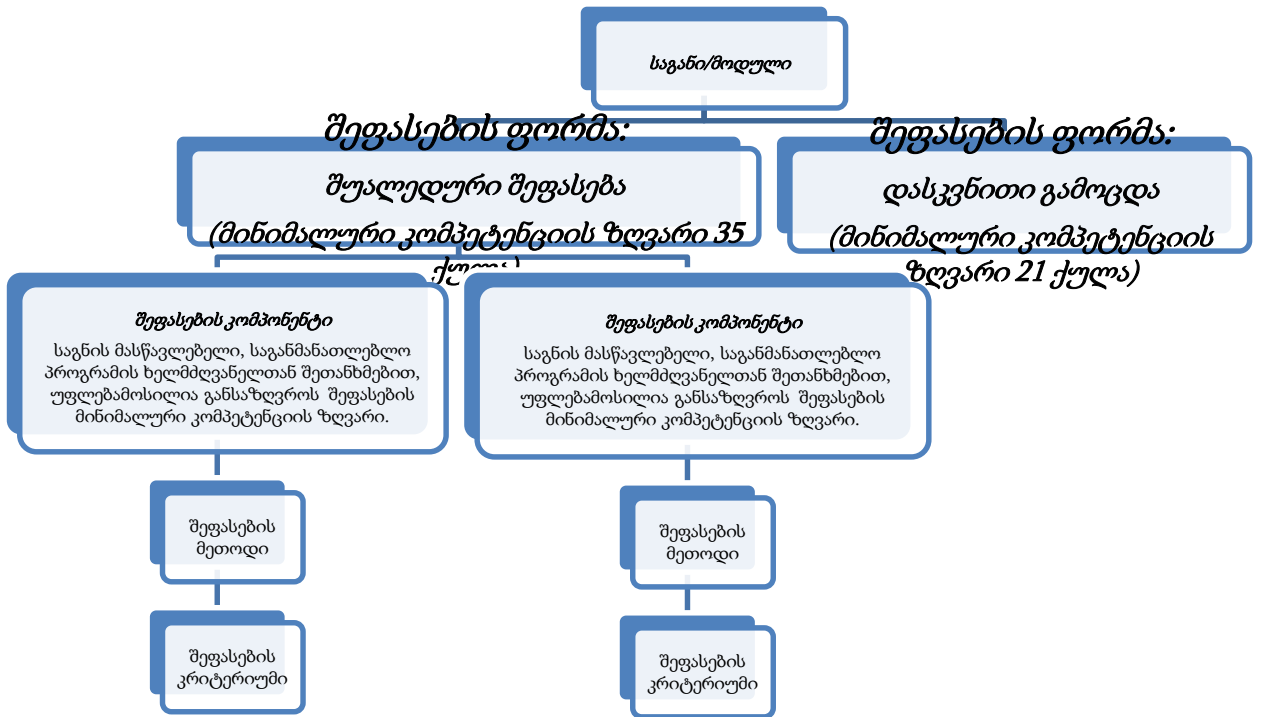 საგანი/მოდული
შეფასების ფორმა:
შუალედური შეფასება
(მინიმალური კომპეტენციის ზღვარი 35
ქულა)
შეფასების ფორმა:
დასკვნითი გამოცდა
(მინიმალური კომპეტენციის
ზღვარი 21 ქულა)
შეფასების კომპონენტი
საგნის მასწავლებელი, საგანმანათლებლო
პროგრამის ხელმძღვანელთან შეთანხმებით,
უფლებამოსილია განსაზღვროს შეფასების
მინიმალური კომპეტენციის ზღვარი.
შეფასების კომპონენტი
საგნის მასწავლებელი, საგანმანათლებლო
პროგრამის ხელმძღვანელთან შეთანხმებით,
უფლებამოსილია განსაზღვროს შეფასების
მინიმალური კომპეტენციის ზღვარი.
შეფასების
მეთოდი
შეფასების
მეთოდი
შეფასების
კრიტერიუმი
შეფასების
კრიტერიუმი